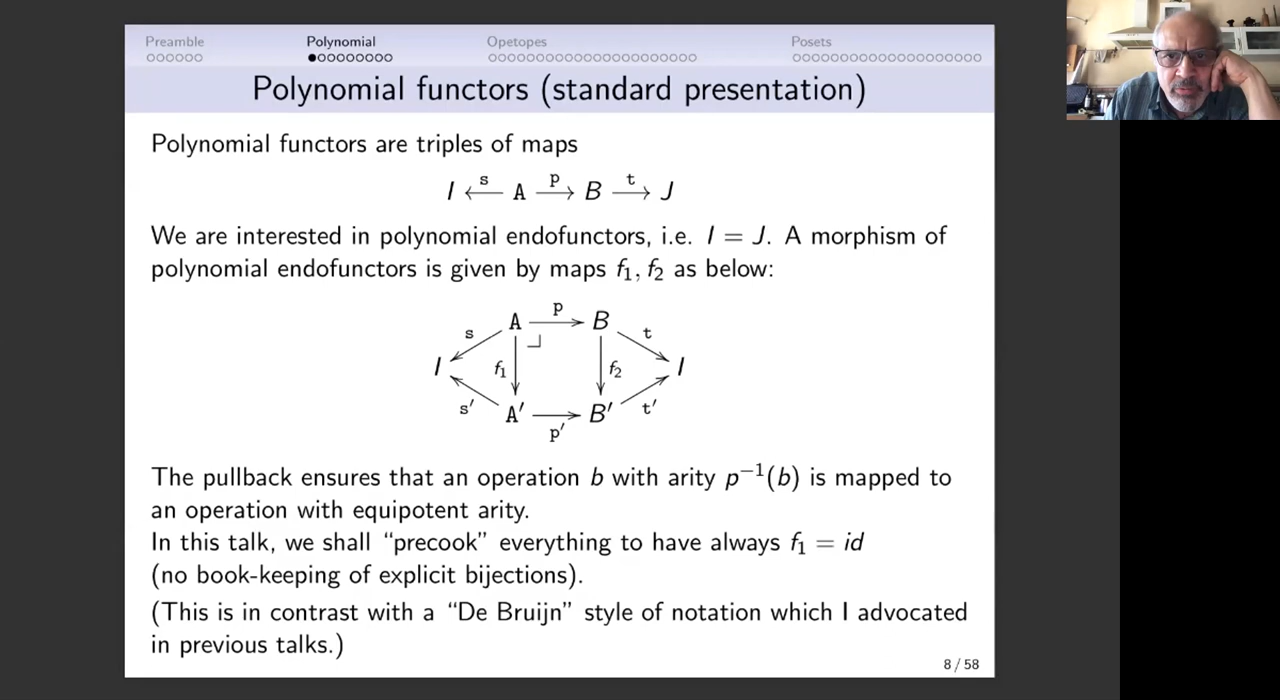 Preamble Polynomial Opetopes Posets
Polynomial functors (standard presentation)
Polynomial functors are triples of maps
I ←s A p→ B t→ J
We are interested in polynomial endofunctors, i.e. I = J. A morphism of
polynomial endofunctors is given by maps f₁, f₂ as below:
p
A B
s t
I f₁ f₂ I
s′ A′ B′ t′
p′
The pullback ensures that an operation b with arity p⁻¹(b) is mapped to
an operation with equipotent arity.
In this talk, we shall “precook” everything to have always f₁ = id
(no book-keeping of explicit bijections).
(This is in contrast with a “De Bruijn” style of notation which I advocated
in previous talks.)
8 / 58